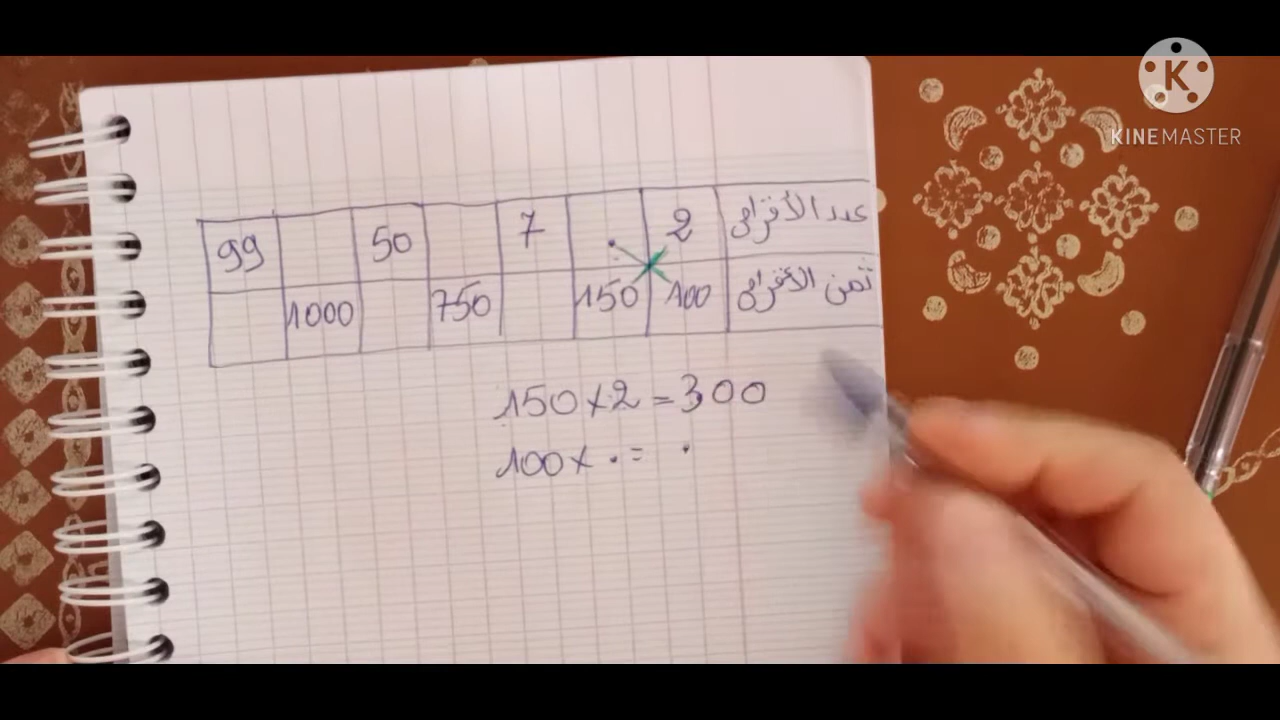 KINEMASTER
عدد الأقراص 2 . 7 50 99
ثمن الأقراص 100 150 750 1000
150 x 2 = 300
100 x . = .